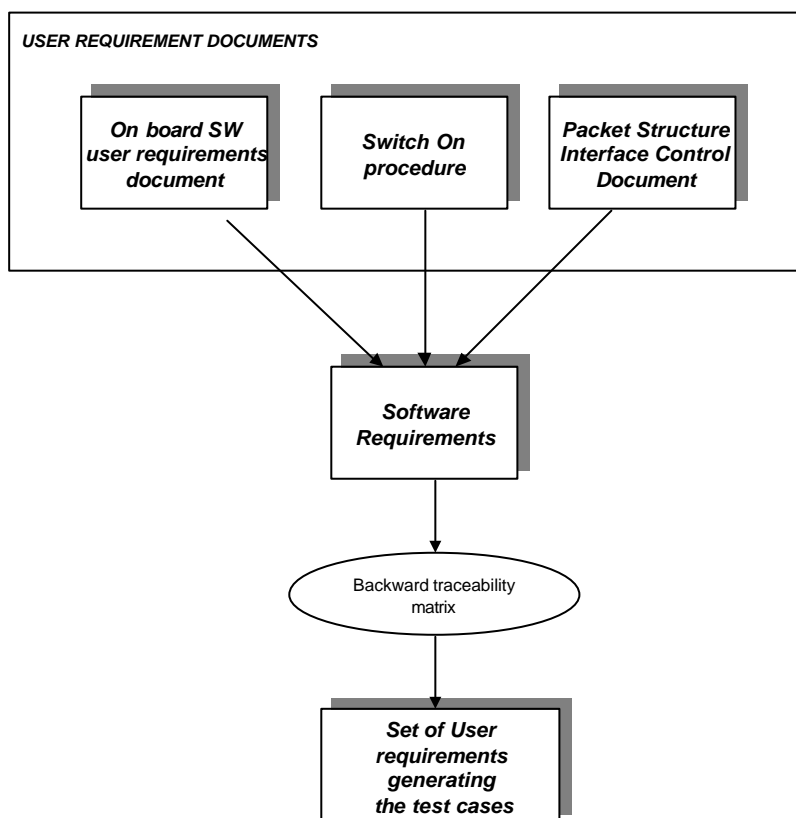 USER REQUIREMENT DOCUMENTS
On board SW
user requirements
document
Switch On
procedure
Packet Structure
Interface Control
Document
Software
Requirements
Backward traceability
matrix
Set of User
requirements
generating
the test cases